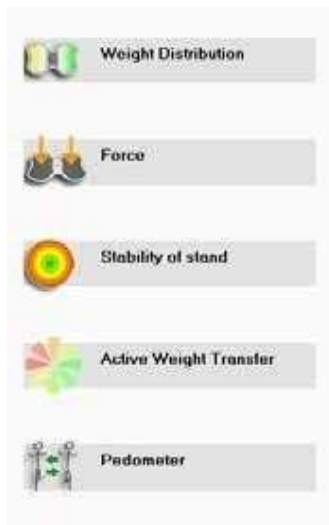 Weight Distribution
Force
Stability of stand
Active Weight Transfer
Pedometer